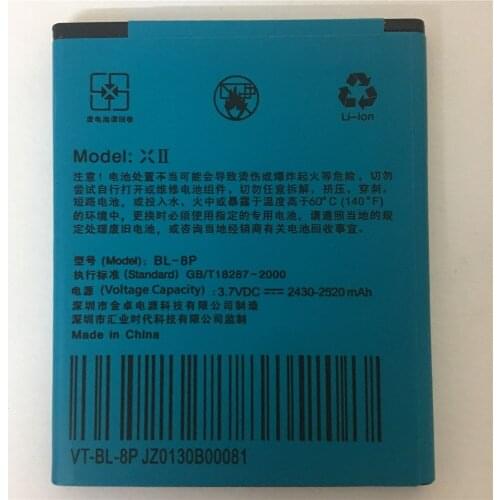 废电池请回收
Li-ion
Model: XII
注意！电池处置不当可能会导致烫伤或爆炸起火等危险，切勿
尝试自行打开或维修电池组件，切勿任意拆解，挤压，穿刺，
短路电池，或投入水、火中或暴露于温度高于60°C (140°F)
的环境中，更换时必须使用指定的专用电池，请遵照当地的规
定处理废旧电池，或咨询当地经销商有关电池回收事宜。
型号 (Model): BL-8P
执行标准 (Standard) GB/T18287-2000
电源 (Voltage Capacity) : 3.7VDC 2430-2520mAh
深圳市金卓电源科技有限公司制造
深圳市汇业时代科技有限公司监制
Made in China
VT-BL-8P JZ0130B00081